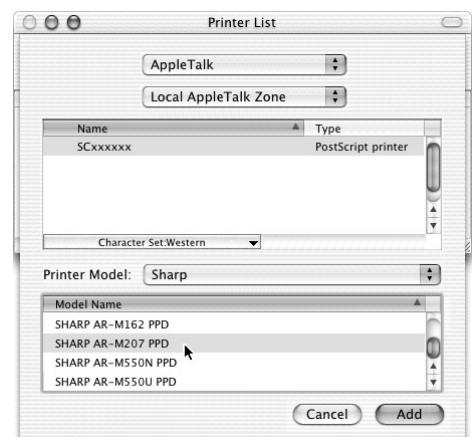 Printer List
AppleTalk
Local AppleTalk Zone
Name Type
SCxxxxxx PostScript printer
Character Set:Western
Printer Model: Sharp
Model Name
SHARP AR-M162 PPD
SHARP AR-M207 PPD
SHARP AR-M550N PPD
SHARP AR-M550U PPD
Cancel Add